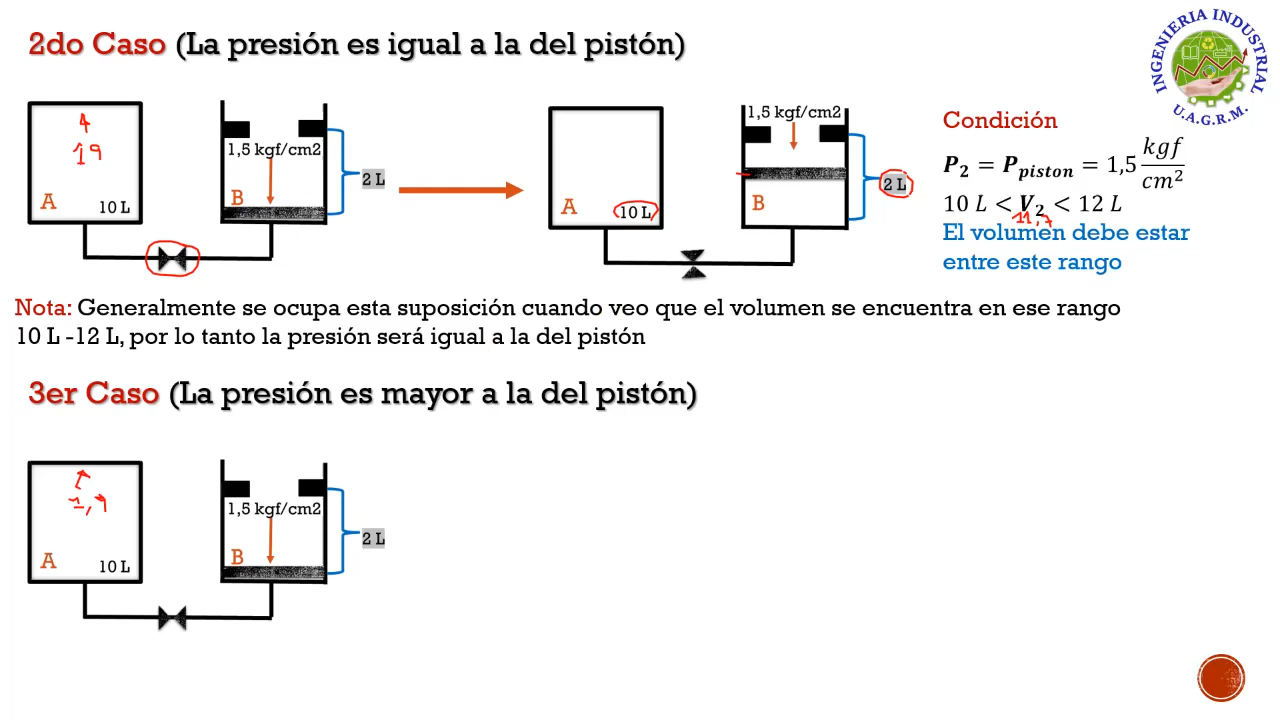 2do Caso (La presión es igual a la del pistón)
INGENIERIA INDUSTRIAL
U.A.G.R.M.
19
A
10 L
1,5 kgf/cm2
B
2 L
A
10 L
1,5 kgf/cm2
B
2 L
Condición
P2 = Ppiston = 1,5 kgf/cm2
10 L < V2 < 12 L
11,7
El volumen debe estar
entre este rango
Nota: Generalmente se ocupa esta suposición cuando veo que el volumen se encuentra en ese rango
10 L -12 L, por lo tanto la presión será igual a la del pistón
3er Caso (La presión es mayor a la del pistón)
A
10 L
1,5 kgf/cm2
B
2 L